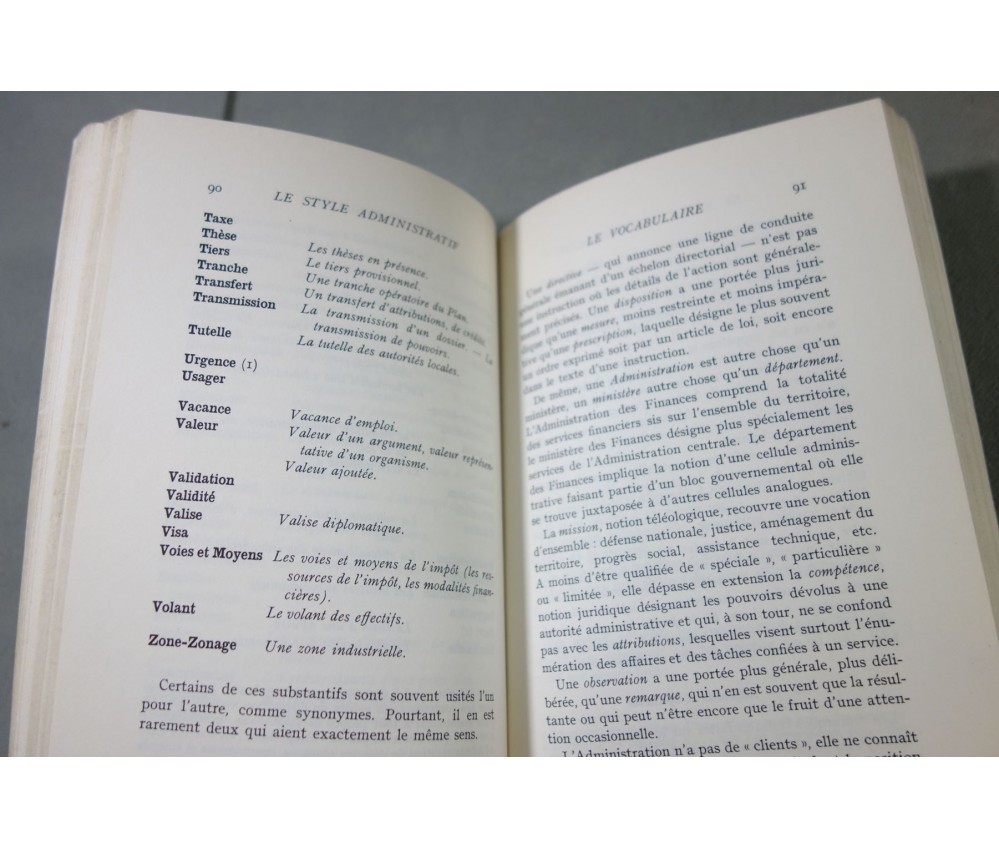 90
LE STYLE ADMINISTRATIF
Taxe
Thèse Les thèses en présence.
Tiers Le tiers provisionnel.
Tranche Une tranche opératoire du Plan.
Transfert Un transfert d'attributions, de crédits.
Transmission La transmission d'un dossier. — La
transmission de pouvoirs.
Tutelle La tutelle des autorités locales.
Urgence (1)
Usager
Vacance Vacance d'emploi.
Valeur Valeur d'un argument, valeur représen-
tative d'un organisme.
Valeur ajoutée.
Validation
Validité
Valise Valise diplomatique.
Visa
Voies et Moyens Les voies et moyens de l'impôt (les res-
sources de l'impôt, les modalités finan-
cières).
Volant Le volant des effectifs.
Zone-Zonage Une zone industrielle.
Certains de ces substantifs sont souvent usités l'un
pour l'autre, comme synonymes. Pourtant, il en est
rarement deux qui aient exactement le même sens.
LE VOCABULAIRE
91
Une directive — qui annonce une ligne de conduite
générale émanant d'un échelon directorial — n'est pas
une instruction où les détails de l'action sont générale-
ment précisés. Une disposition a une portée plus juri-
dique qu'une mesure, moins restreinte et moins impéra-
tive qu'une prescription, laquelle désigne le plus souvent
un ordre exprimé soit par un article de loi, soit encore
dans le texte d'une instruction.
De même, une Administration est autre chose qu'un
ministère, un ministère autre chose qu'un département.
L'Administration des Finances comprend la totalité
des services financiers sis sur l'ensemble du territoire,
le ministère des Finances désigne plus spécialement les
services de l'Administration centrale. Le département
des Finances implique la notion d'une cellule adminis-
trative faisant partie d'un bloc gouvernemental où elle
se trouve juxtaposée à d'autres cellules analogues.
La mission, notion téléologique, recouvre une vocation
d'ensemble : défense nationale, justice, aménagement du
territoire, progrès social, assistance technique, etc.
A moins d'être qualifiée de « spéciale », « particulière »
ou « limitée », elle dépasse en extension la compétence,
notion juridique désignant les pouvoirs dévolus à une
autorité administrative et qui, à son tour, ne se confond
pas avec les attributions, lesquelles visent surtout l'énu-
mération des affaires et des tâches confiées à un service.
Une observation a une portée plus générale, plus déli-
bérée, qu'une remarque, qui n'en est souvent que la résul-
tante ou qui peut n'être encore que le fruit d'une atten-
tion occasionnelle.
L'Administration n'a pas de « clients », elle ne connaît
position